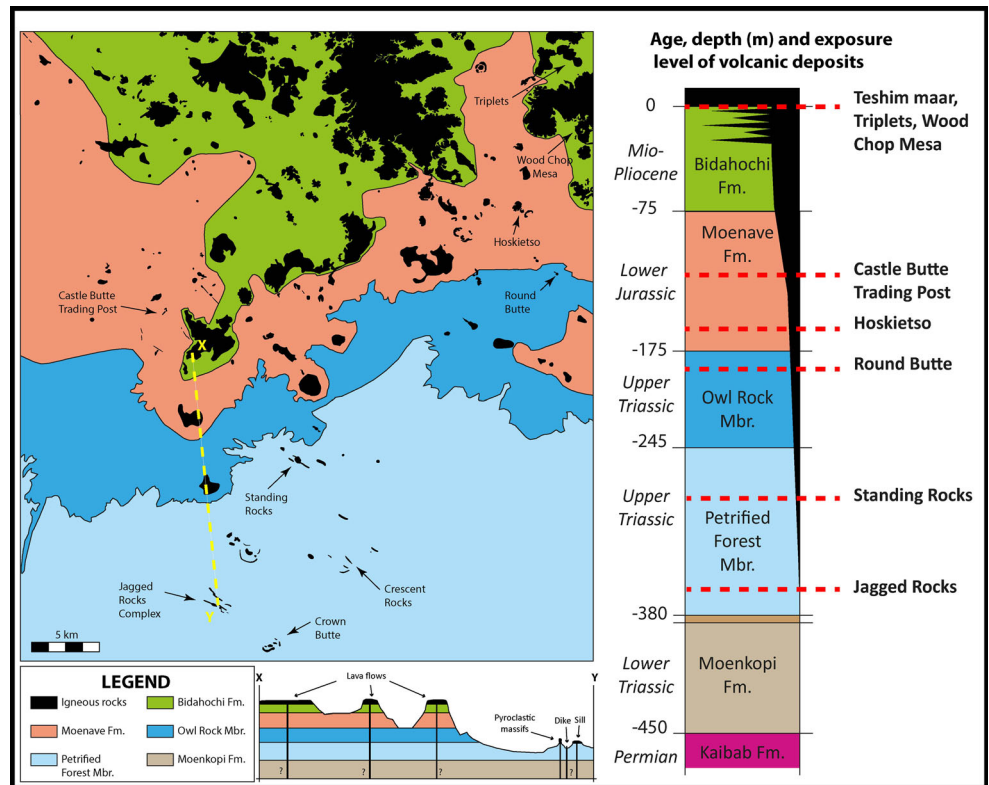 Triplets
Wood Chop
Mesa
Hoskietso
Castle Butte
Trading Post
Round
Butte
X
Standing
Rocks
Jagged
Rocks
Complex
Y
Crescent
Rocks
Crown
Butte
5 km
LEGEND
Igneous rocks
Bidahochi Fm.
Moenave Fm.
Owl Rock Mbr.
Petrified
Forest Mbr.
Moenkopi Fm.
X
Lava flows
Y
Pyroclastic
massifs
Dike
Sill
?
?
?
?
Age, depth (m) and exposure
level of volcanic deposits
0
Teshim maar,
Triplets, Wood
Chop Mesa
Mio-
Pliocene
Bidahochi
Fm.
-75
Moenave
Fm.
Lower
Jurassic
Castle Butte
Trading Post
Hoskietso
-175
Round Butte
Upper
Triassic
Owl Rock
Mbr.
-245
Upper
Triassic
Standing Rocks
Petrified
Forest
Mbr.
Jagged Rocks
-380
Lower
Triassic
Moenkopi
Fm.
-450
Permian
Kaibab Fm.